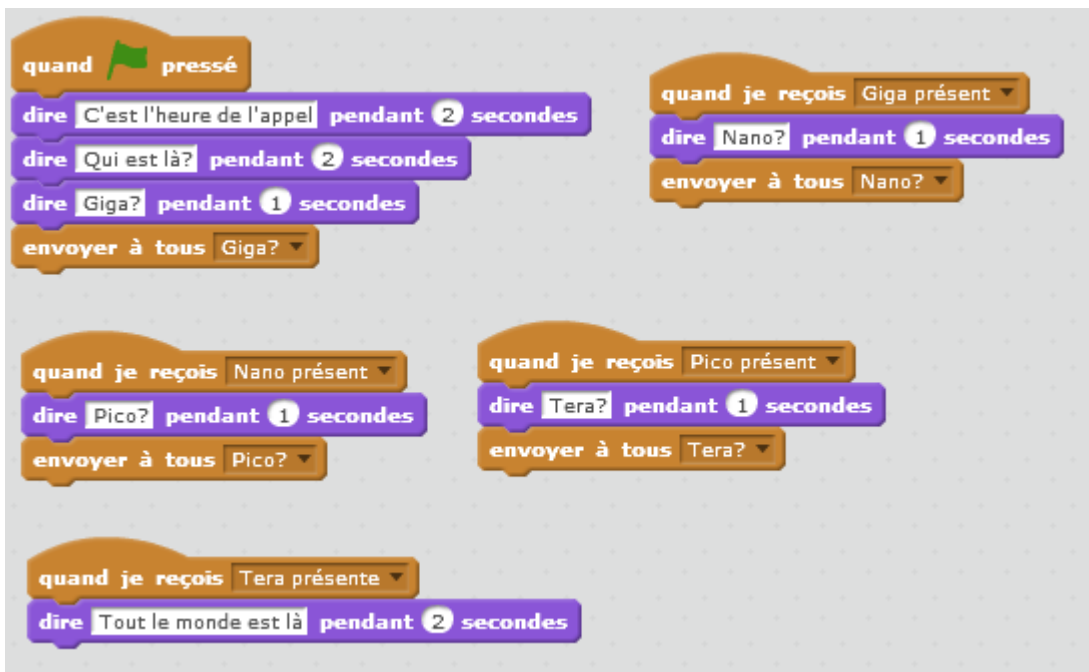 quand pressé
dire C'est l'heure de l'appel pendant 2 secondes
dire Qui est là? pendant 2 secondes
dire Giga? pendant 1 secondes
envoyer à tous Giga?
quand je reçois Giga présent
dire Nano? pendant 1 secondes
envoyer à tous Nano?
quand je reçois Nano présent
dire Pico? pendant 1 secondes
envoyer à tous Pico?
quand je reçois Pico présent
dire Tera? pendant 1 secondes
envoyer à tous Tera?
quand je reçois Tera présente
dire Tout le monde est là pendant 2 secondes